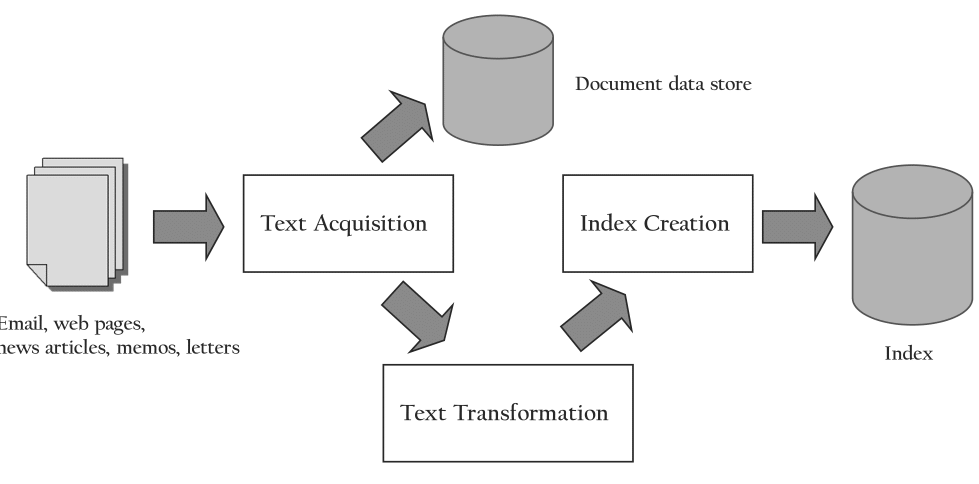 Document data store
Text Acquisition
Index Creation
Email, web pages,
news articles, memos, letters
Index
Text Transformation